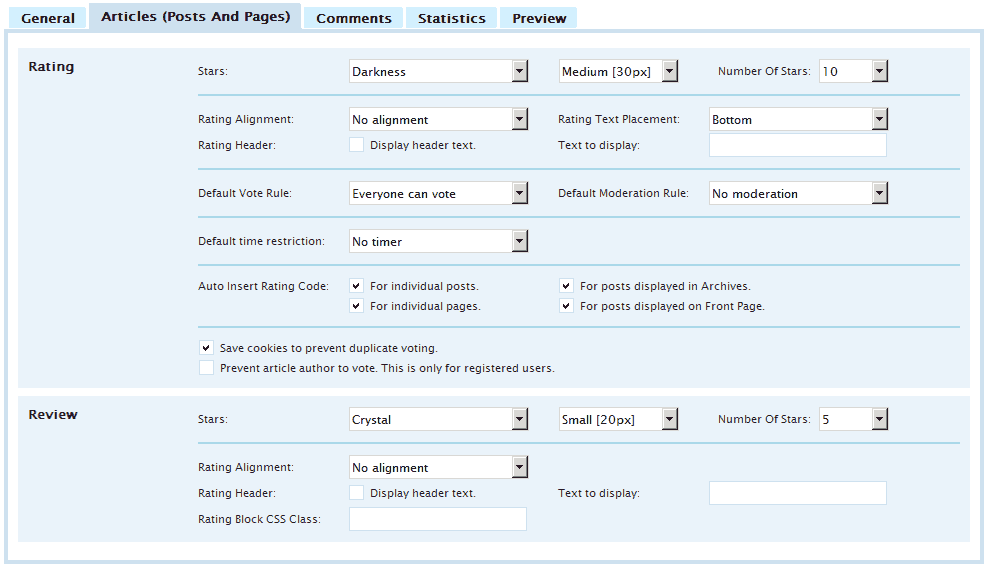 General Articles (Posts And Pages) Comments Statistics Preview
Rating
Stars: Darkness Medium [30px] Number Of Stars: 10
Rating Alignment: No alignment Rating Text Placement: Bottom
Rating Header: Display header text. Text to display:
Default Vote Rule: Everyone can vote Default Moderation Rule: No moderation
Default time restriction: No timer
Auto Insert Rating Code: For individual posts. For posts displayed in Archives.
For individual pages. For posts displayed on Front Page.
Save cookies to prevent duplicate voting.
Prevent article author to vote. This is only for registered users.
Review
Stars: Crystal Small [20px] Number Of Stars: 5
Rating Alignment: No alignment
Rating Header: Display header text. Text to display:
Rating Block CSS Class: